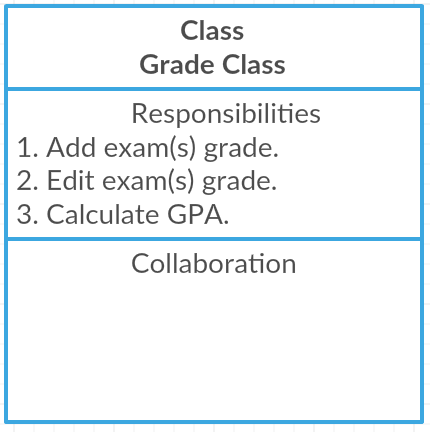 Class
Grade Class
Responsibilities
1. Add exam(s) grade.
2. Edit exam(s) grade.
3. Calculate GPA.
Collaboration